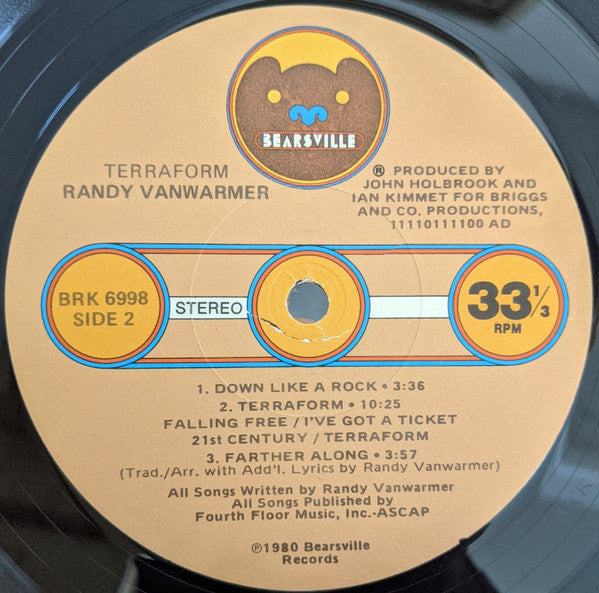 BEARSVILLE
TERRAFORM
RANDY VANWARMER
® PRODUCED BY
JOHN HOLBROOK AND
IAN KIMMET FOR BRIGGS
AND CO. PRODUCTIONS,
11110111100 AD
BRK 6998
SIDE 2
STEREO
33 1/3
RPM
1. DOWN LIKE A ROCK • 3:36
2. TERRAFORM • 10:25
FALLING FREE / I'VE GOT A TICKET
21st CENTURY / TERRAFORM
3. FARTHER ALONG • 3:57
(Trad./Arr. with Add'l. Lyrics by Randy Vanwarmer)
All Songs Written by Randy Vanwarmer
All Songs Published by
Fourth Floor Music, Inc.-ASCAP
℗1980 Bearsville
Records